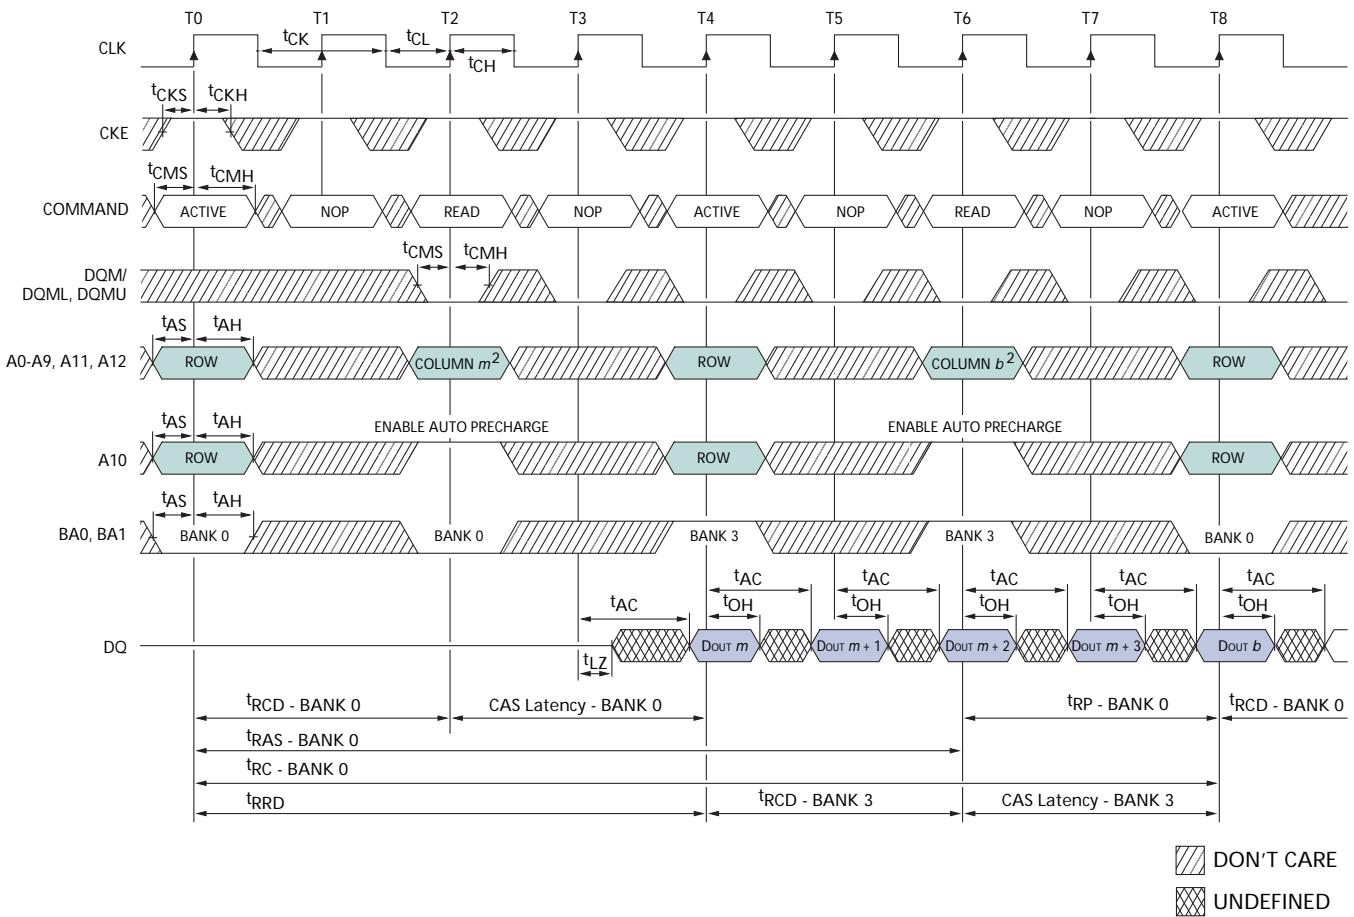 T0 T1 T2 T3 T4 T5 T6 T7 T8
CLK
tCK tCL
tCH
tCKS tCKH
CKE
tCMS tCMH
COMMAND ACTIVE NOP READ NOP ACTIVE NOP READ NOP ACTIVE
tCMS tCMH
DQM/
DQML, DQMU
tAS tAH
A0-A9, A11, A12 ROW COLUMN m2 ROW COLUMN b2 ROW
tAS tAH
ENABLE AUTO PRECHARGE ENABLE AUTO PRECHARGE
A10 ROW ROW ROW
tAS tAH
BA0, BA1 BANK 0 BANK 0 BANK 3 BANK 3 BANK 0
tAC tAC tAC tAC tAC
tAC tOH tOH tOH tOH tOH
DQ DOUT m DOUT m + 1 DOUT m + 2 DOUT m + 3 DOUT b
tLZ
tRCD - BANK 0 CAS Latency - BANK 0 tRP - BANK 0 tRCD - BANK 0
tRAS - BANK 0
tRC - BANK 0
tRRD tRCD - BANK 3 CAS Latency - BANK 3
DON'T CARE
UNDEFINED